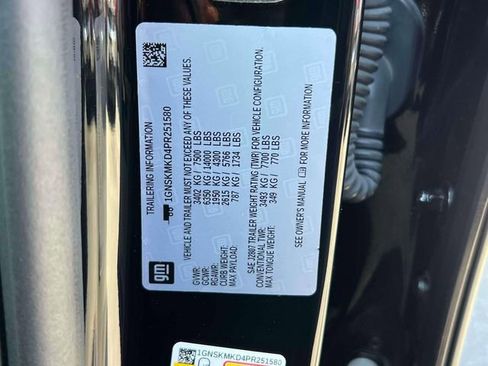 TRAILERING INFORMATION
1GNSKMKD4PR251580
VEHICLE AND TRAILER MUST NOT EXCEED ANY OF THESE VALUES.
GVWR: 3402 KG / 7500 LBS
GCWR: 6350 KG / 14000 LBS
RGAWR: 1950 KG / 4300 LBS
CURB WEIGHT: 2615 KG / 5766 LBS
MAX PAYLOAD: 787 KG / 1734 LBS
SAE J2807 TRAILER WEIGHT RATING (TWR) FOR VEHICLE CONFIGURATION.
CONVENTIONAL TWR: 3493 KG / 7700 LBS
MAX TONGUE WEIGHT: 349 KG / 770 LBS
SEE OWNER'S MANUAL FOR MORE INFORMATION
gm
1GNSKMKD4PR251580